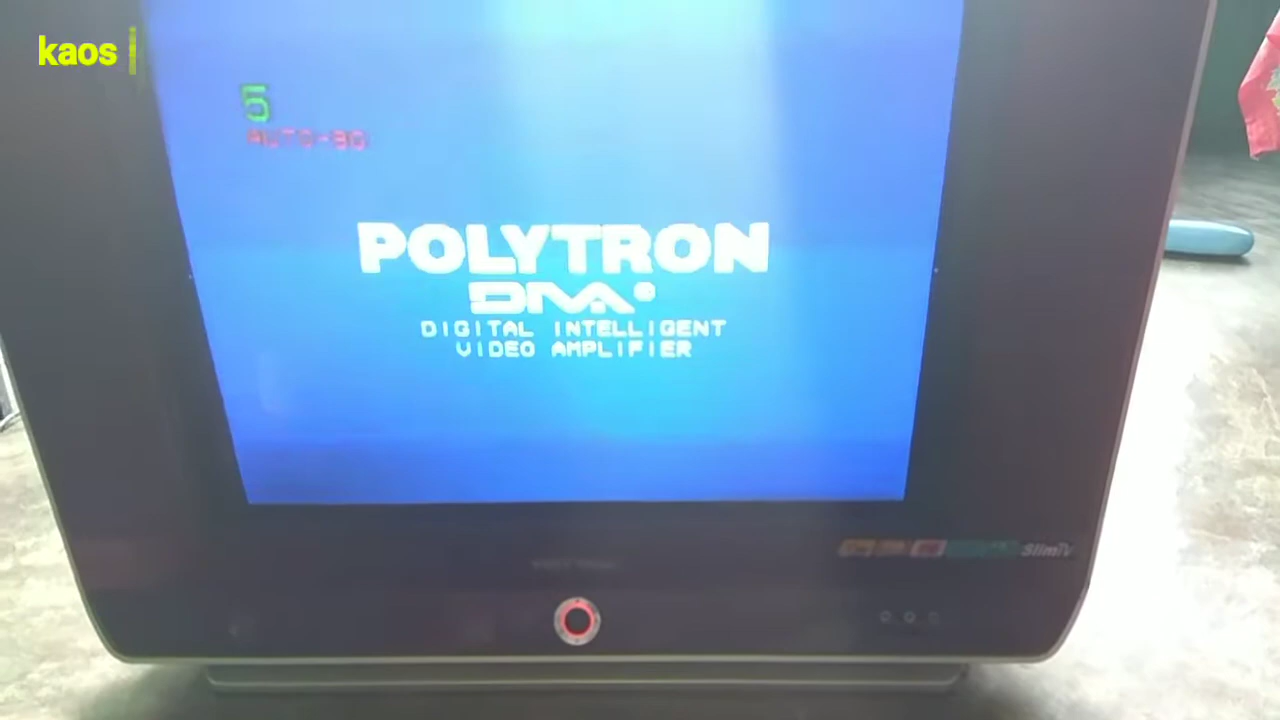 kaos
5
AUTO-BG
POLYTRON
DIVA
DIGITAL INTELLIGENT
VIDEO AMPLIFIER
SlimTV